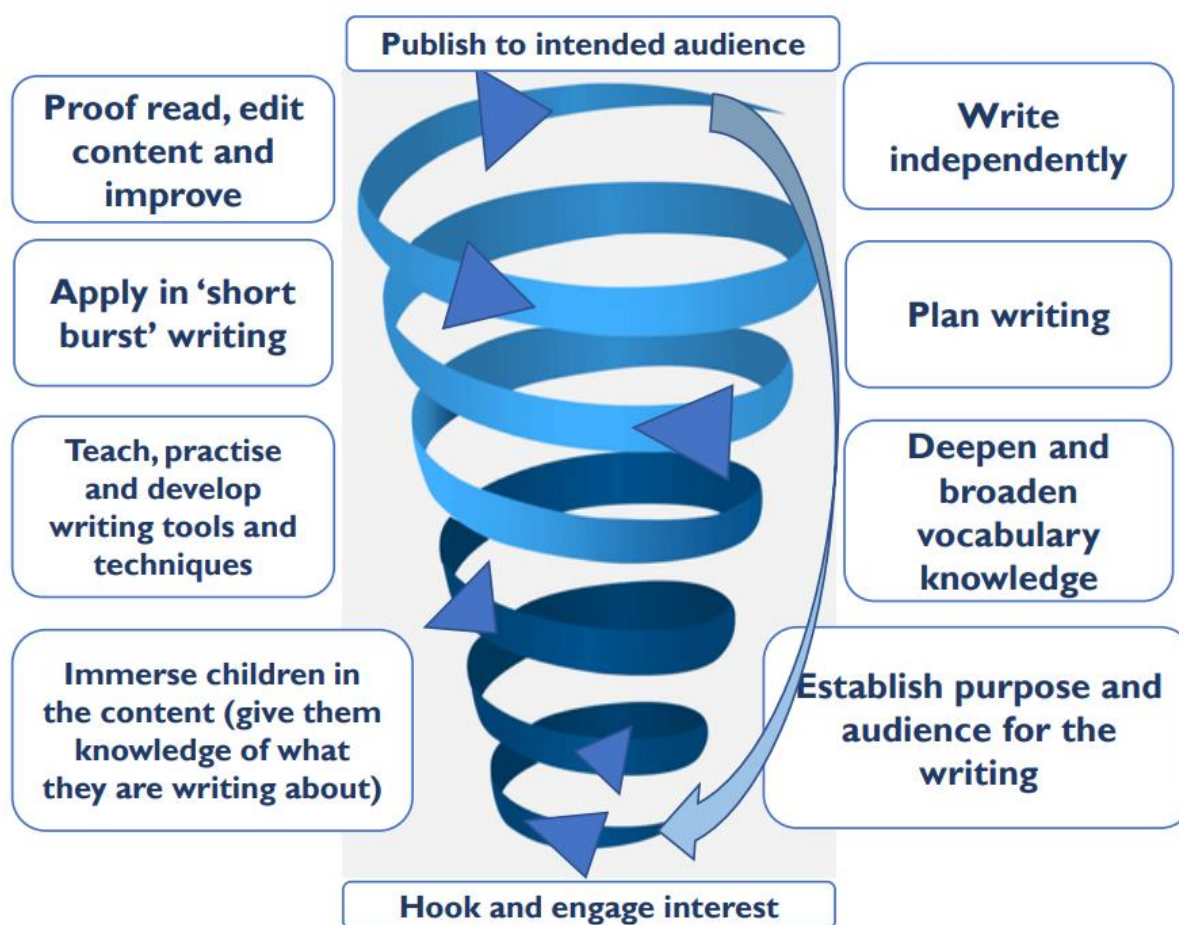 Publish to intended audience
Proof read, edit
content and
improve
Write
independently
Apply in ‘short
burst’ writing
Plan writing
Teach, practise
and develop
writing tools and
techniques
Deepen and
broaden
vocabulary
knowledge
Immerse children in
the content (give them
knowledge of what
they are writing about)
Establish purpose and
audience for the
writing
Hook and engage interest